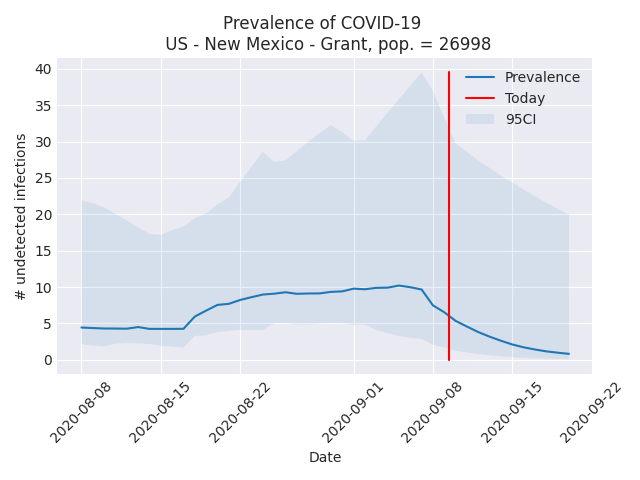 Prevalence of COVID-19
US - New Mexico - Grant, pop. = 26998
# undetected infections
40
35
30
25
20
15
10
5
0
Prevalence
Today
95CI
2020-08-08
2020-08-15
2020-08-22
2020-09-01
2020-09-08
2020-09-15
2020-09-22
Date